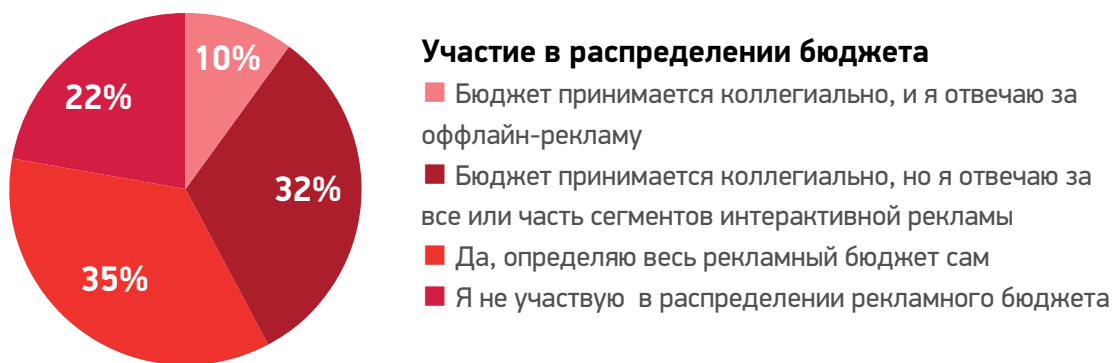 10%
32%
35%
22%
Участие в распределении бюджета
Бюджет принимается коллегиально, и я отвечаю за
оффлайн-рекламу
Бюджет принимается коллегиально, но я отвечаю за
все или часть сегментов интерактивной рекламы
Да, определяю весь рекламный бюджет сам
Я не участвую в распределении рекламного бюджета